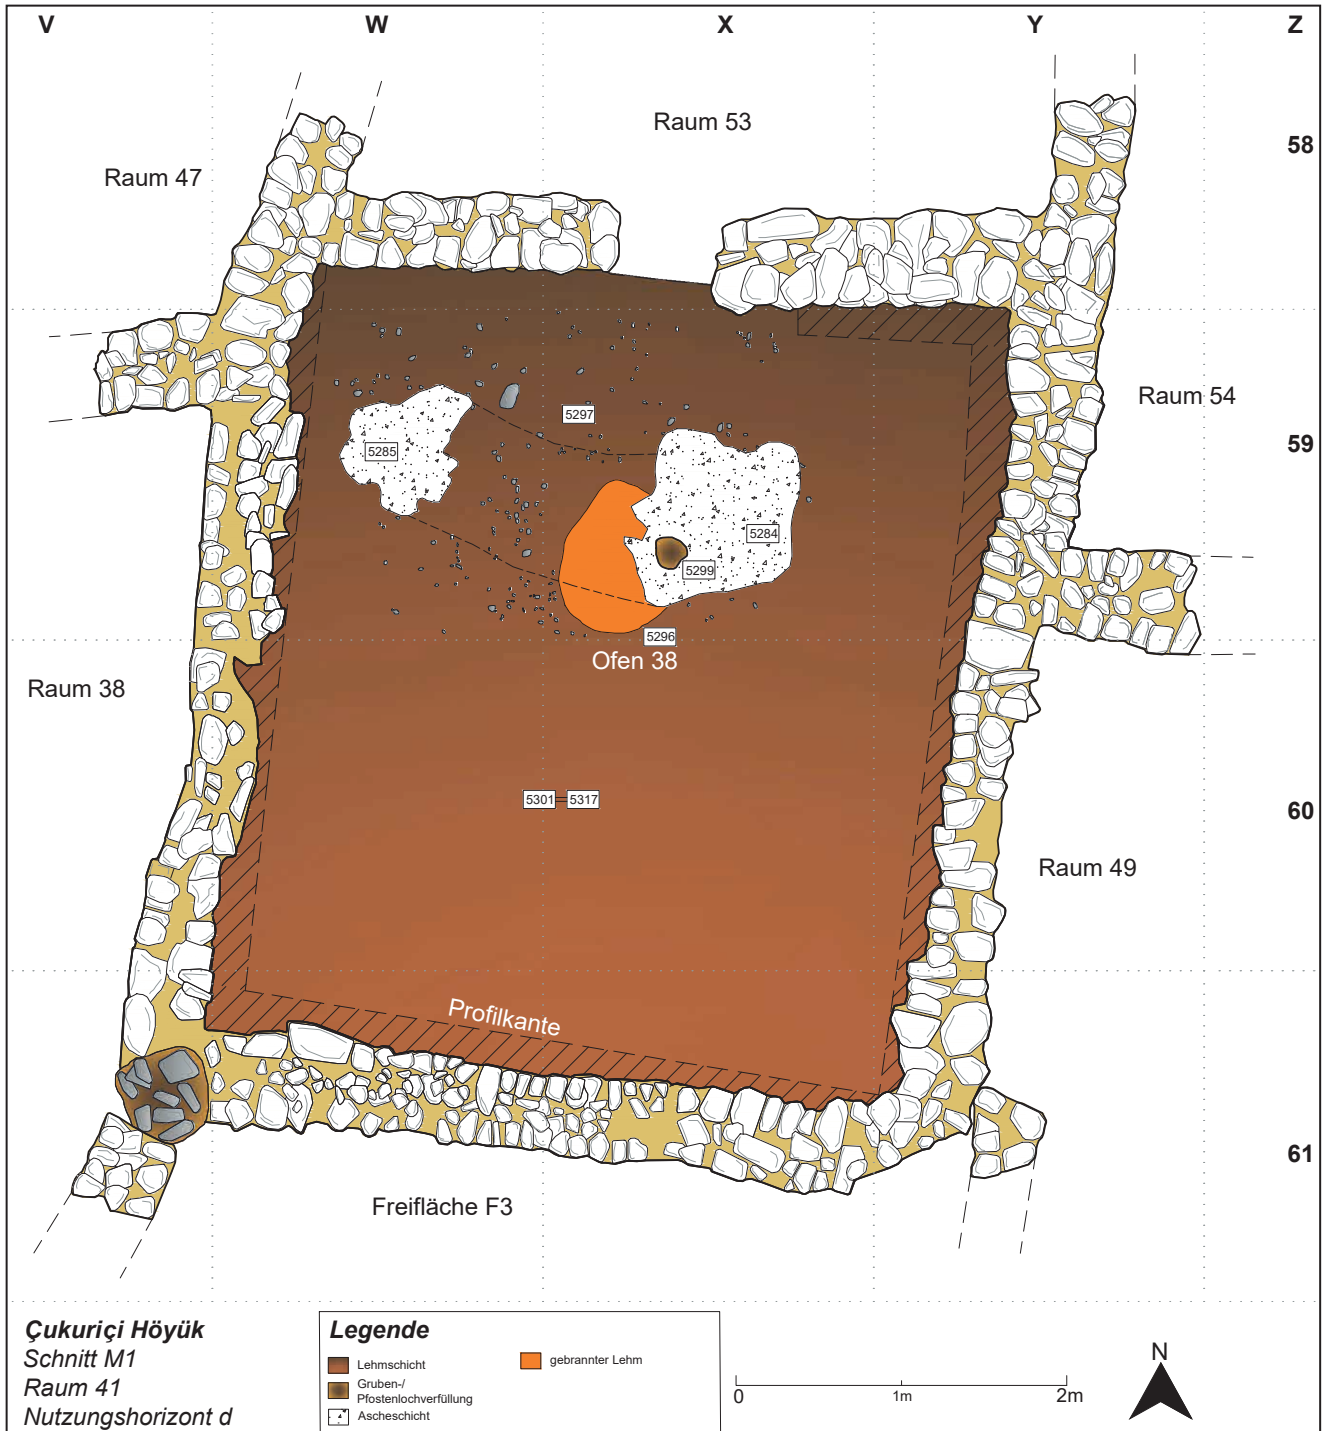 V W X Y Z
Raum 53
58
Raum 47
Raum 54
5297
59
5285
5284
5299
5296
Ofen 38
Raum 38
5301 5317
60
Raum 49
Profilkante
61
Freifläche F3
Çukuriçi Höyük
Schnitt M1
Raum 41
Nutzungshorizont d
Legende
Lehmschicht
Gruben-/
Pfostenlochverfüllung
Ascheschicht
gebrannter Lehm
0 1m 2m
N